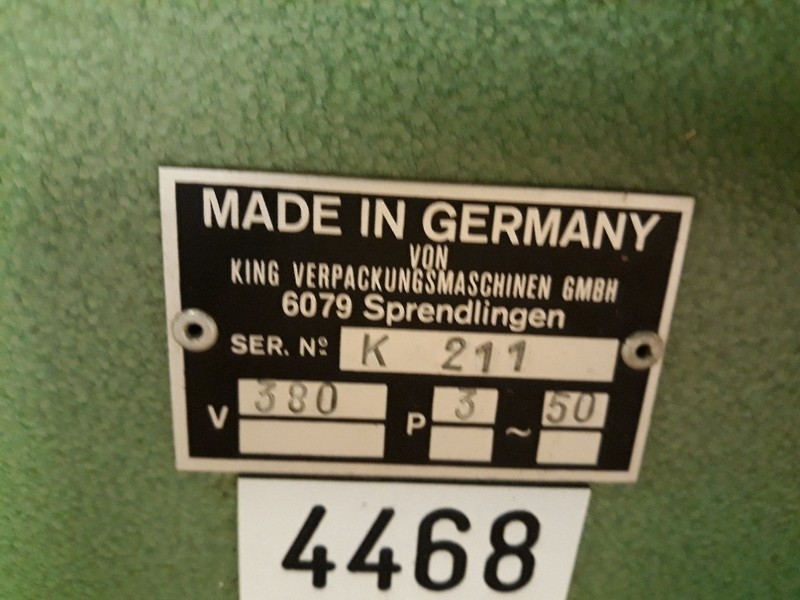 MADE IN GERMANY
VON
KING VERPACKUNGSMASCHINEN GMBH
6079 Sprendlingen
SER. Nº K 211
V 380 P 3 ~ 50
4468